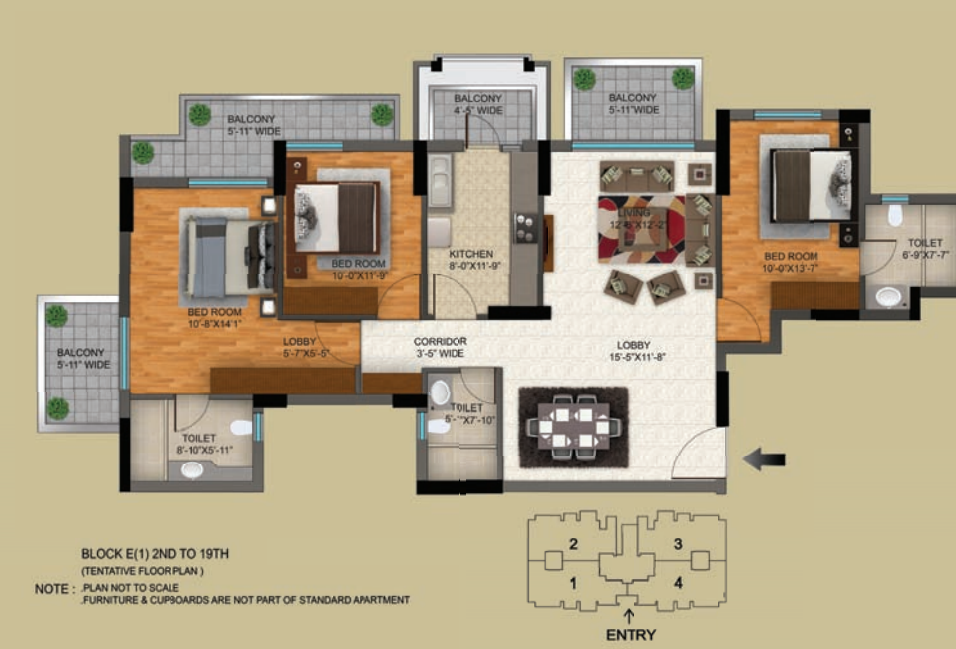 BALCONY
5'-11" WIDE
BALCONY
4'-5" WIDE
BALCONY
5'-11"WIDE
BED ROOM
10'-0"X11'-9"
KITCHEN
8'-0"X11'-9"
LIVING
12'-6"X12'-2"
BED ROOM
10'-0"X13'-7"
TOILET
6'-9"X7'-7"
BED ROOM
10'-8"X14'1"
LOBBY
5'-7"X5'-5"
CORRIDOR
3'-5" WIDE
LOBBY
15'-5"X11'-8"
BALCONY
5'-11" WIDE
TOILET
8'-10"X5'-11"
TOILET
BLOCK E(1) 2ND TO 19TH
(TENTATIVE FLOOR PLAN )
NOTE : .PLAN NOT TO SCALE
.FURNITURE & CUPBOARDS ARE NOT PART OF STANDARD APARTMENT
2
3
1
4
ENTRY